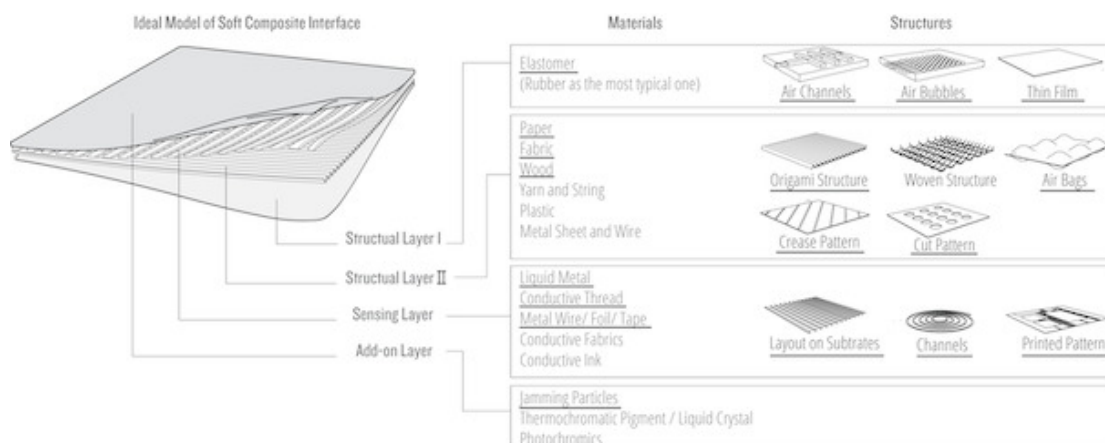 Ideal Model of Soft Composite Interface
Materials
Structures
Elastomer
(Rubber as the most typical one)
Air Channels
Air Bubbles
Thin Film
Paper
Fabric
Wood
Yarn and String
Plastic
Metal Sheet and Wire
Origami Structure
Woven Structure
Air Bags
Crease Pattern
Cut Pattern
Structual Layer I
Structual Layer II
Sensing Layer
Add-on Layer
Liquid Metal
Conductive Thread
Metal Wire/ Foil/ Tape
Conductive Fabrics
Conductive Ink
Layout on Subtrates
Channels
Printed Pattern
Jamming Particles
Thermochromatic Pigment / Liquid Crystal
Photochromics